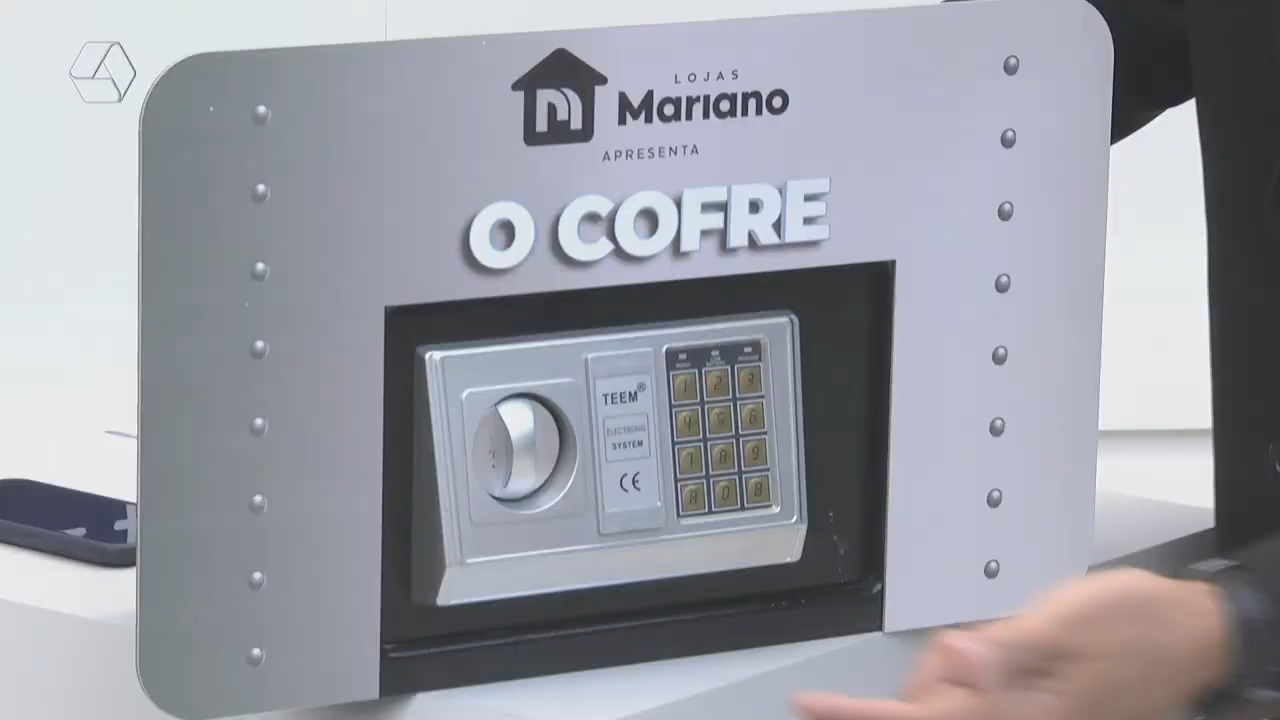 LOJAS
Mariano
APRESENTA
O COFRE
TEEM®
ELECTRONIC
SYSTEM
CE
1 2 3
4 5 6
7 8 9
A 0 B